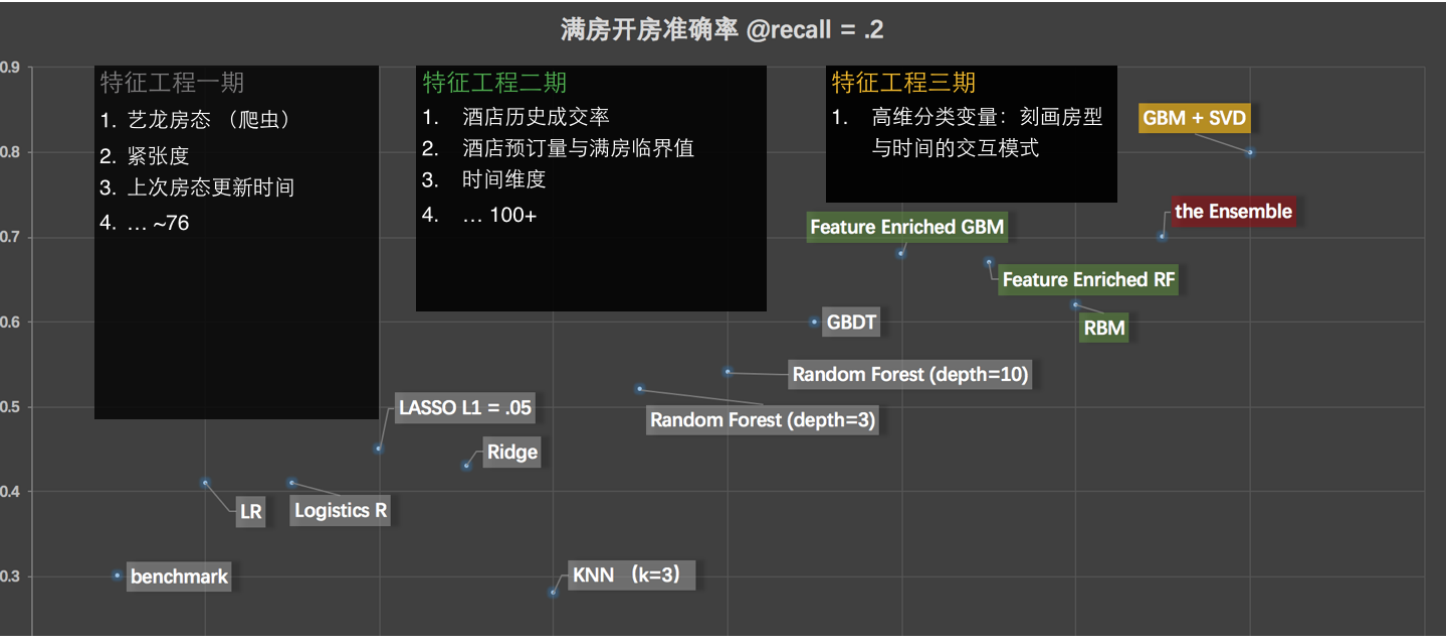 满房开房准确率 @recall = .2
0.9
0.8
0.7
0.6
0.5
0.4
0.3
特征工程一期
1. 艺龙房态 （爬虫）
2. 紧张度
3. 上次房态更新时间
4. … ~76
特征工程二期
1. 酒店历史成交率
2. 酒店预订量与满房临界值
3. 时间维度
4. … 100+
特征工程三期
1. 高维分类变量：刻画房型
与时间的交互模式
GBM + SVD
the Ensemble
Feature Enriched GBM
Feature Enriched RF
RBM
GBDT
Random Forest (depth=10)
Random Forest (depth=3)
LASSO L1 = .05
Ridge
LR
Logistics R
benchmark
KNN （k=3）